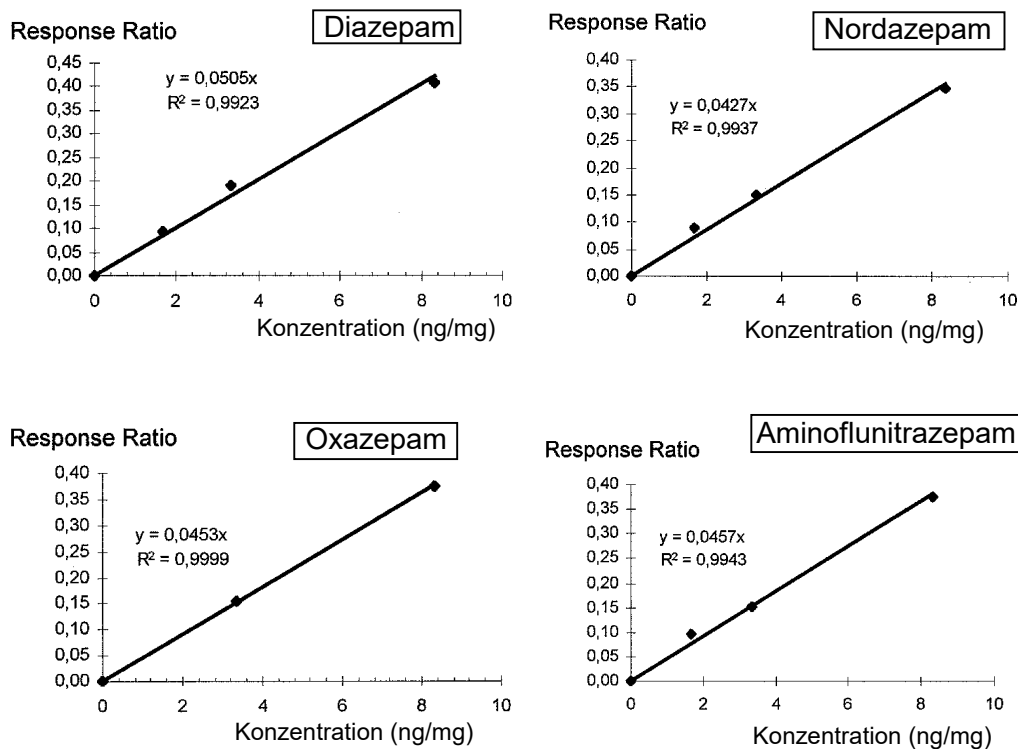 Response Ratio
Diazepam
0,45
0,40
0,35
0,30
0,25
0,20
0,15
0,10
0,05
0,00
y = 0,0505x
R² = 0,9923
0 2 4 6 8 10
Konzentration (ng/mg)
Response Ratio
Nordazepam
0,40
0,35
0,30
0,25
0,20
0,15
0,10
0,05
0,00
y = 0,0427x
R² = 0,9937
0 2 4 6 8 10
Konzentration (ng/mg)
Response Ratio
Oxazepam
0,40
0,35
0,30
0,25
0,20
0,15
0,10
0,05
0,00
y = 0,0453x
R² = 0,9999
0 2 4 6 8 10
Konzentration (ng/mg)
Response Ratio
Aminoflunitrazepam
0,40
0,35
0,30
0,25
0,20
0,15
0,10
0,05
0,00
y = 0,0457x
R² = 0,9943
0 2 4 6 8 10
Konzentration (ng/mg)